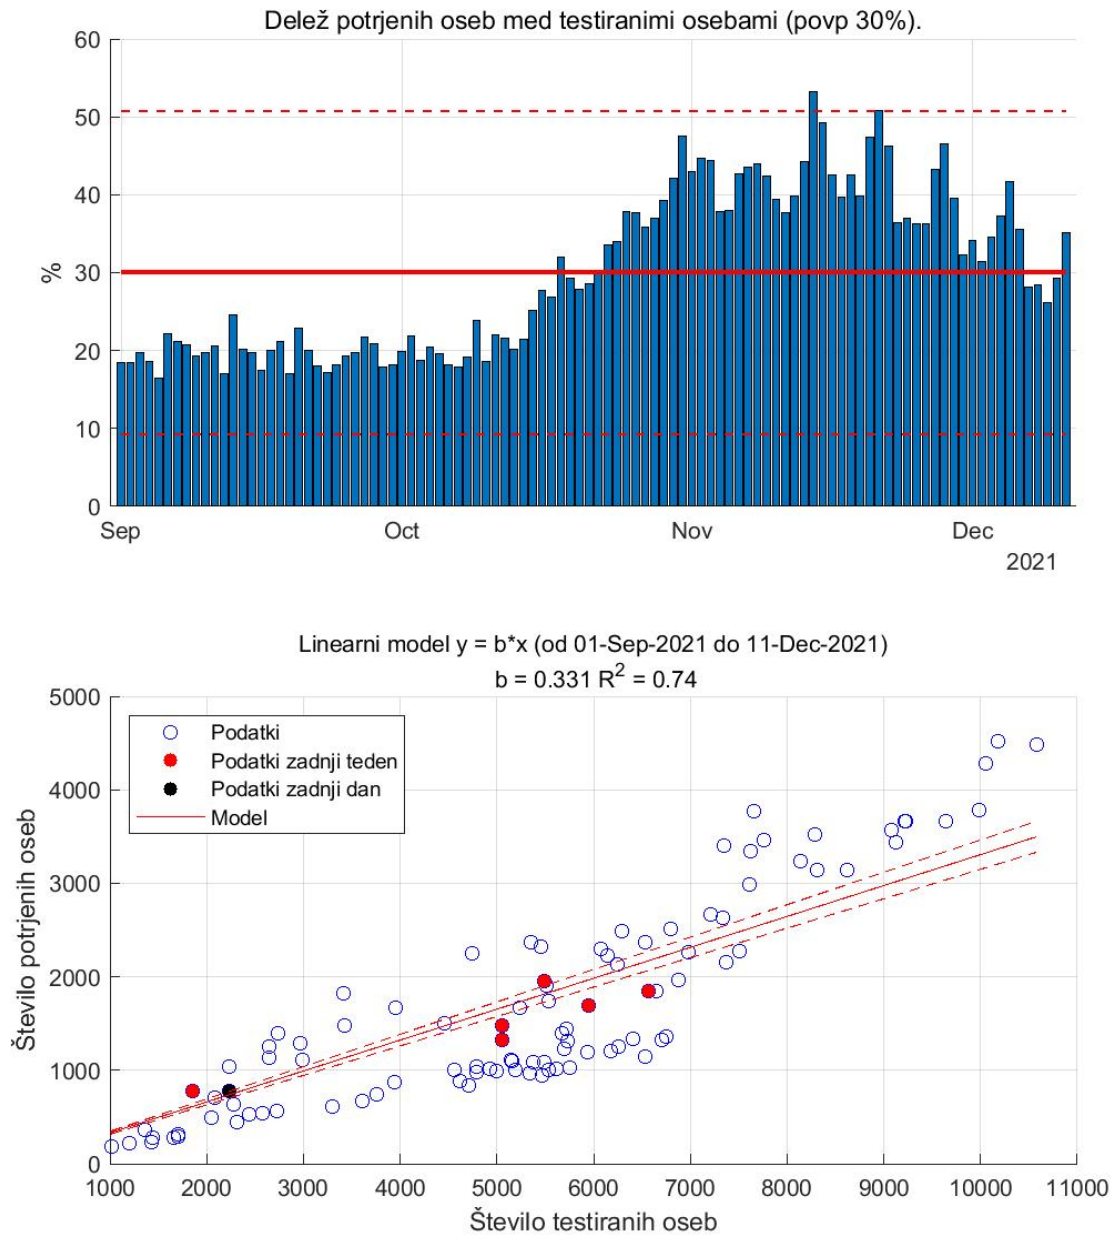 Delež potrjenih oseb med testiranimi osebami (povp 30%).
60
50
40
30
20
10
0
%
Sep Oct Nov Dec
2021
Linearni model y = b*x (od 01-Sep-2021 do 11-Dec-2021)
b = 0.331 R² = 0.74
5000
4000
3000
2000
1000
0
Število potrjenih oseb
Podatki
Podatki zadnji teden
Podatki zadnji dan
Model
1000 2000 3000 4000 5000 6000 7000 8000 9000 10000 11000
Število testiranih oseb